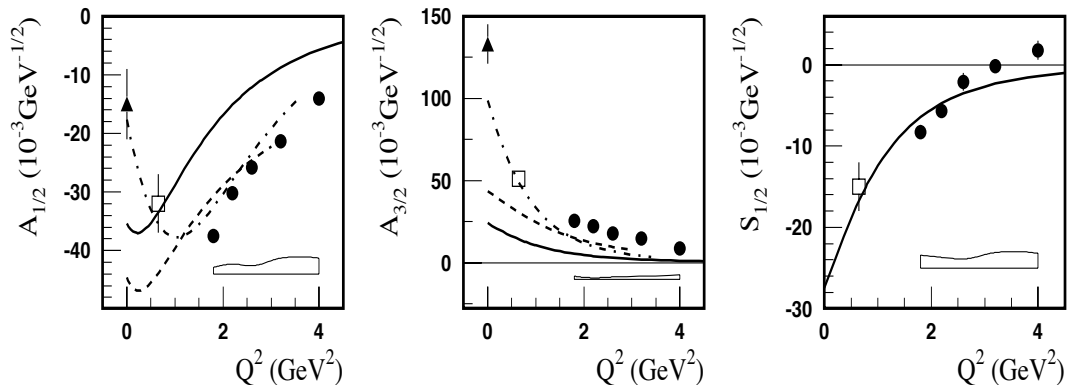 A1/2 (10-3GeV-1/2)
0
-10
-20
-30
-40
0 2 4
Q2 (GeV2)
A3/2 (10-3GeV-1/2)
150
100
50
0
0 2 4
Q2 (GeV2)
S1/2 (10-3GeV-1/2)
6
0
-10
-20
-30
0 2 4
Q2 (GeV2)